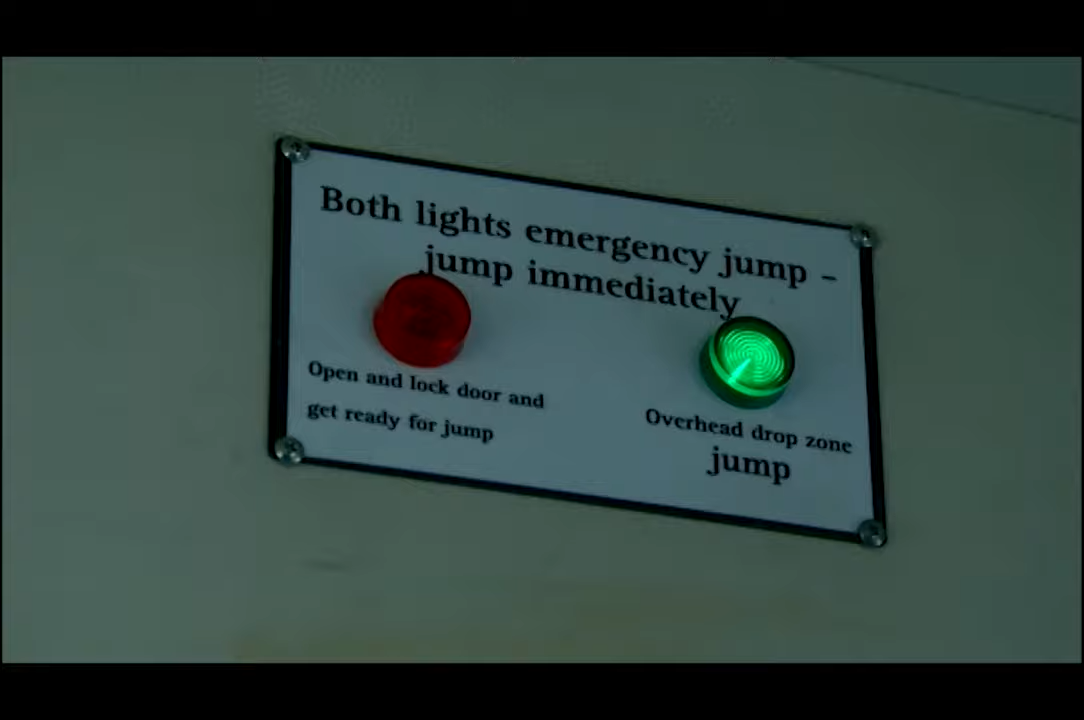 Both lights emergency jump –
jump immediately
Open and lock door and
get ready for jump
Overhead drop zone
jump